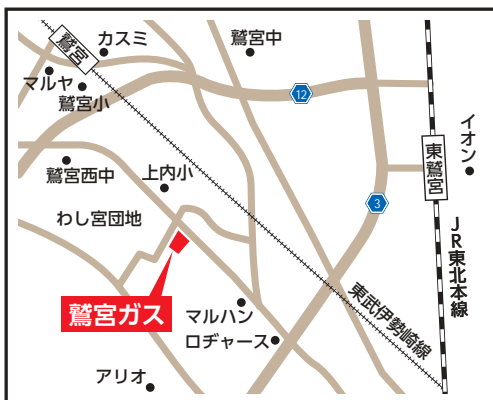 鷲宮
カスミ
鷲宮中
マルヤ
鷲宮小
12
イオン
東鷲宮
鷲宮西中
上内小
3
わし宮団地
JR東北本線
鷲宮ガス
マルハン
東武伊勢崎線
ロヂャース
アリオ